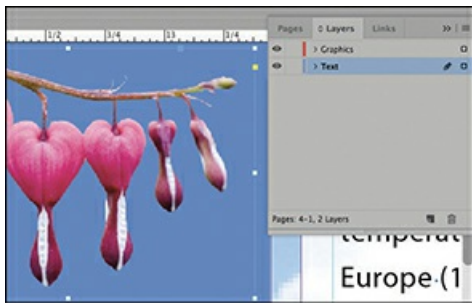 Pages Layers Links
1/2 3/4 13 1/4
Graphics
Text
Pages: 4-1, 2 Layers
temperat
Europe (1